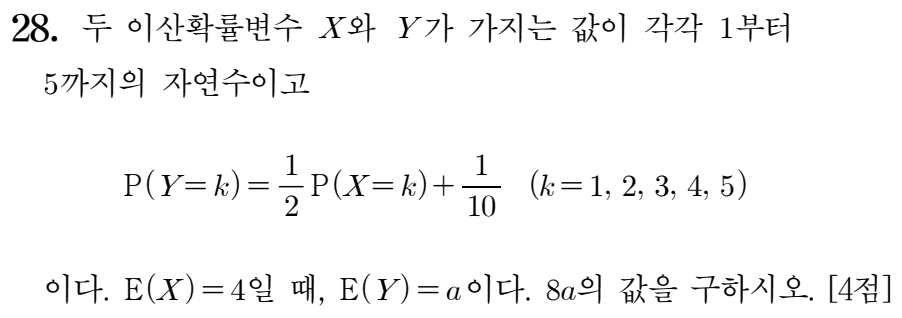 28. 두 이산확률변수 X와 Y가 가지는 값이 각각 1부터
5까지의 자연수이고
P(Y=k)=\frac{1}{2}P(X=k)+\frac{1}{10} (k=1, 2, 3, 4, 5)
이다. E(X)=4일 때, E(Y)=a이다. 8a의 값을 구하시오. [4점]